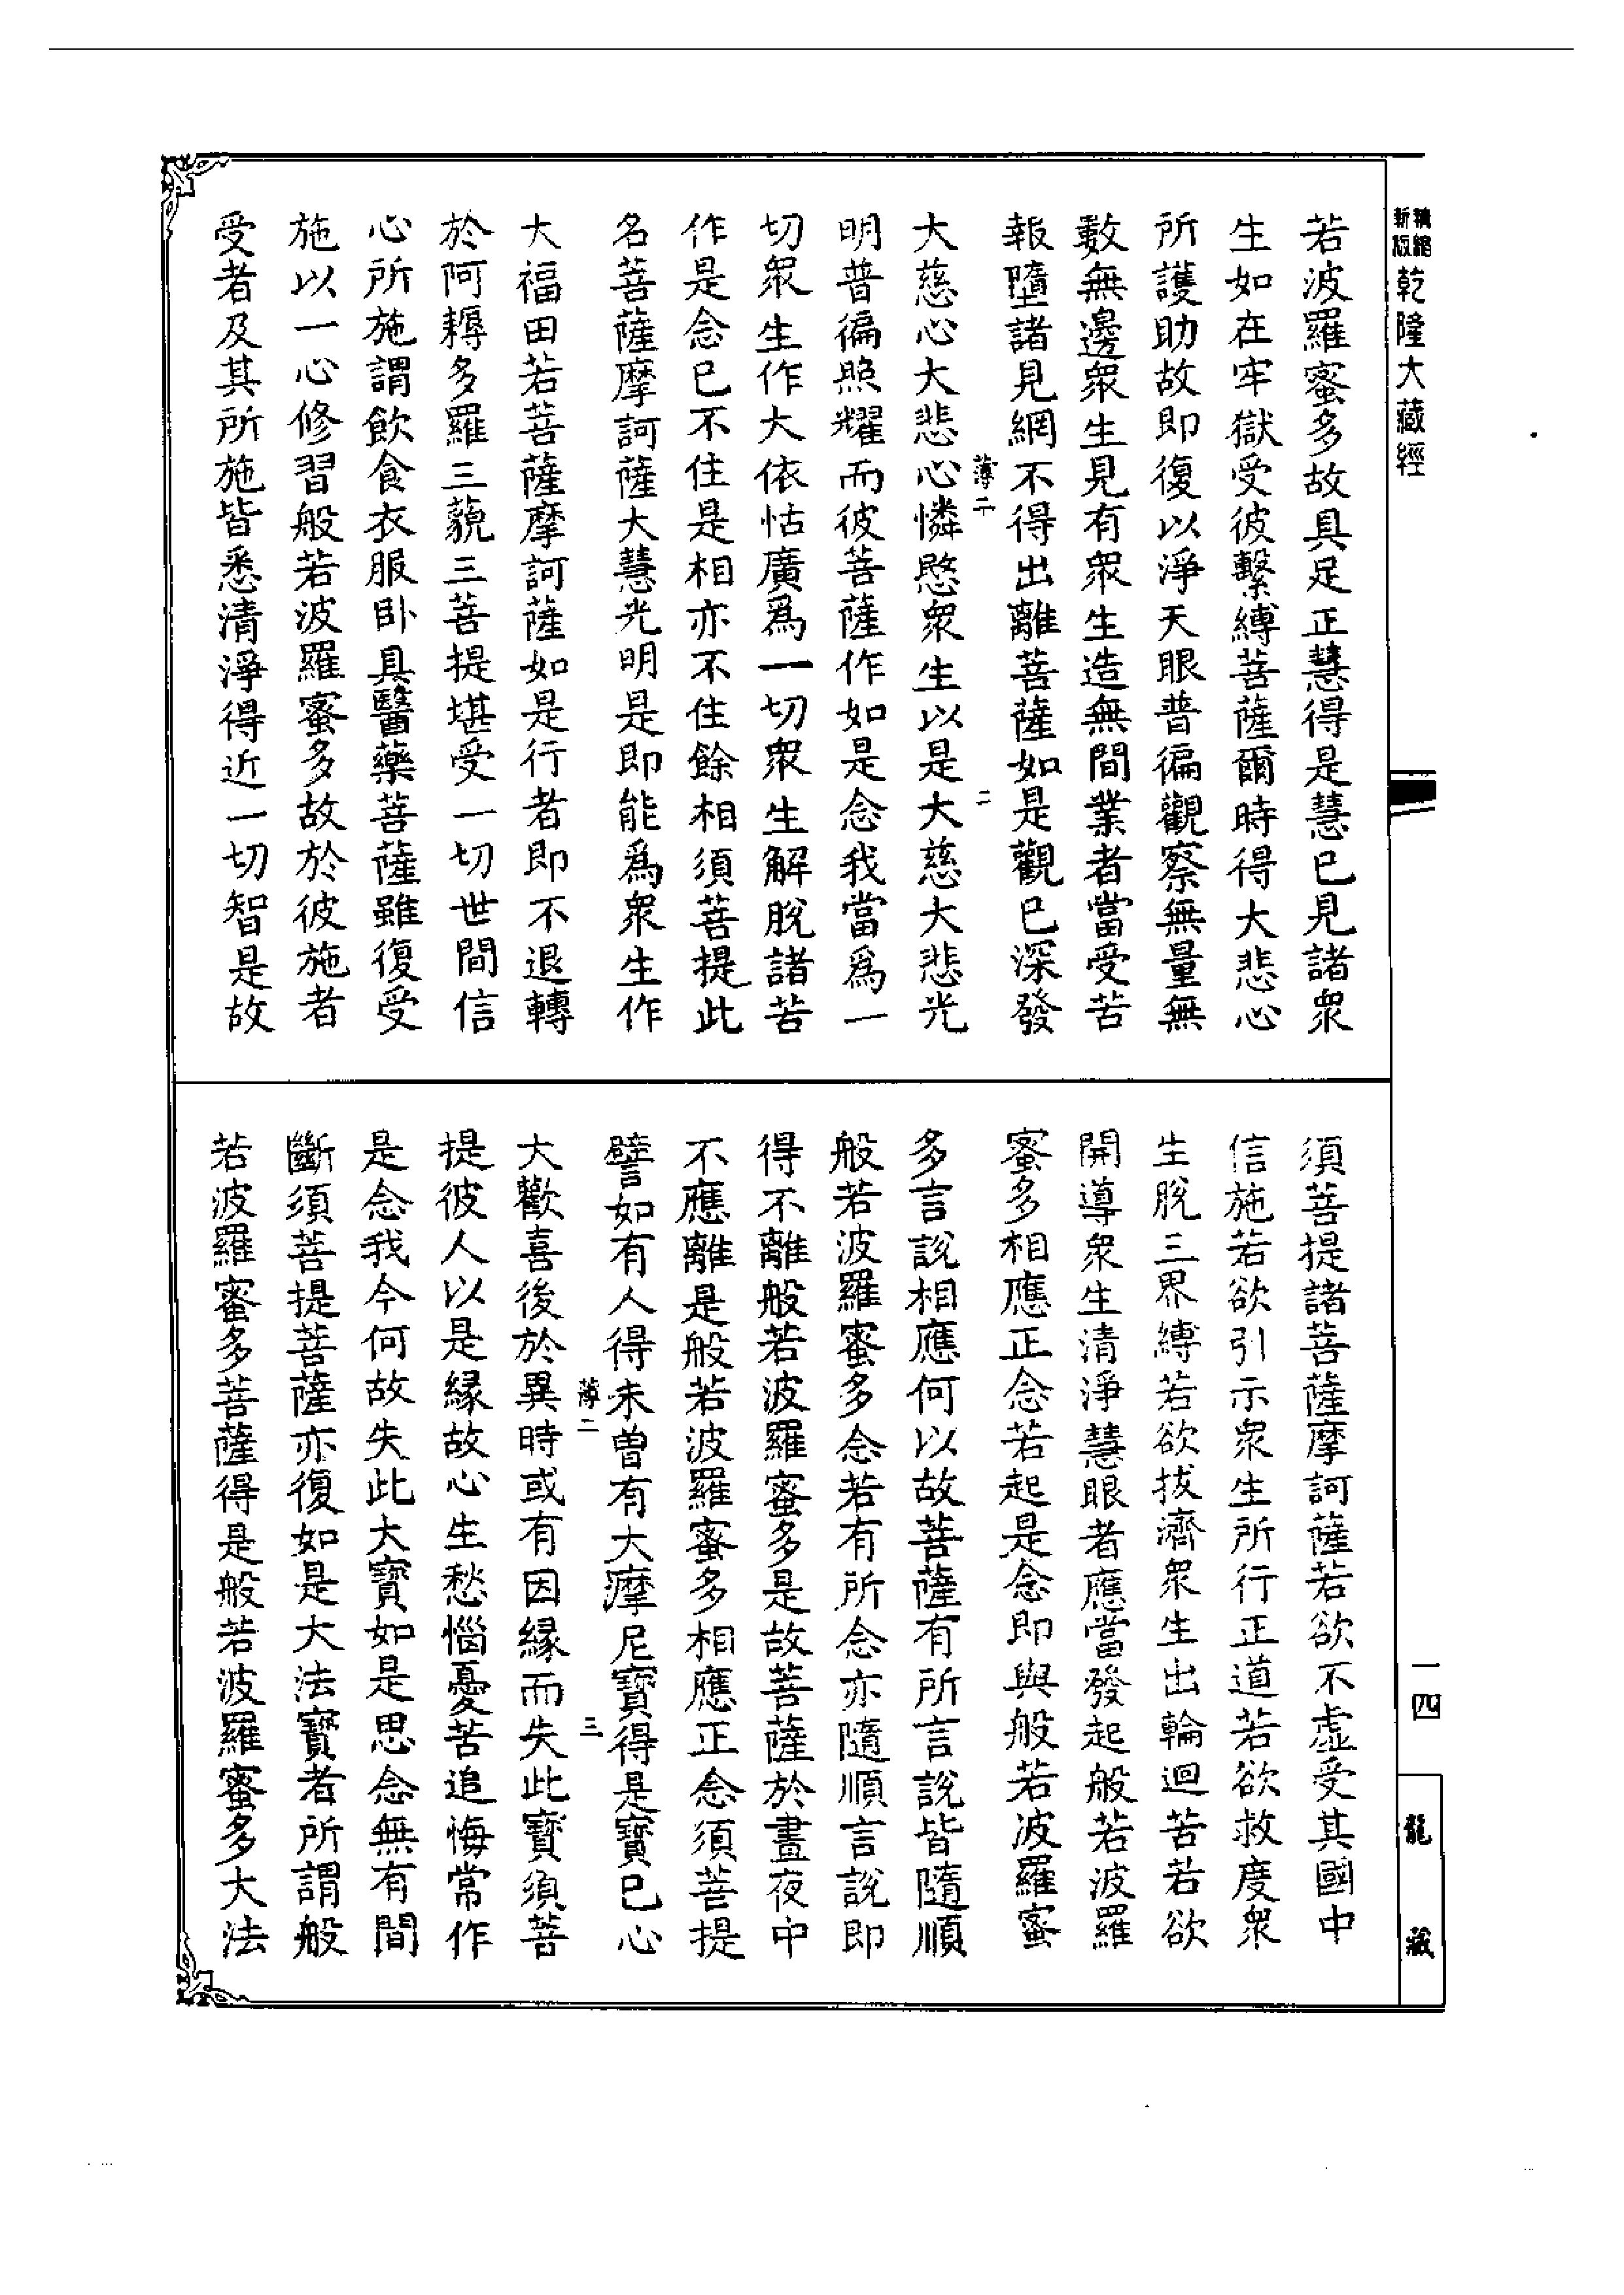 精縮
新版
乾隆大藏經
若波羅蜜多故具足正慧得是慧已見諸衆
生如在牢獄受彼繫縛菩薩爾時得大悲心
所護助故即復以淨天眼普徧觀察無量無
數無邊衆生見有衆生造無間業者當受苦
報墮諸見網不得出離菩薩如是觀已深發
薄二
二
大慈心大悲心憐愍衆生以是大慈大悲光
明普徧照耀而彼菩薩作如是念我當爲一
切衆生作大依怙廣爲一切衆生解脫諸苦
作是念已不住是相亦不住餘相須菩提此
名菩薩摩訶薩大慧光明是即能爲衆生作
大福田若菩薩摩訶薩如是行者即不退轉
於阿耨多羅三藐三菩提堪受一切世間信
心所施謂飲食衣服卧具醫藥菩薩雖復受
施以一心修習般若波羅蜜多故於彼施者
受者及其所施皆悉清淨得近一切智是故
須菩提諸菩薩摩訶薩若欲不虛受其國中
信施若欲引示衆生所行正道若欲救度衆
生脫三界縛若欲拔濟衆生出輪迴苦若欲
開導衆生清淨慧眼者應當發起般若波羅
蜜多相應正念若起是念即與般若波羅蜜
多言說相應何以故菩薩有所言說皆隨順
般若波羅蜜多念若有所念亦隨順言說即
得不離般若波羅蜜多是故菩薩於晝夜中
不應離是般若波羅蜜多相應正念須菩提
譬如有人得未曾有大摩尼寶得是寶已心
薄二
三
大歡喜後於異時或有因緣而失此寶須菩
提彼人以是緣故心生愁惱憂苦追悔常作
是念我今何故失此大寶如是思念無有間
斷須菩提菩薩亦復如是大法寶者所謂般
若波羅蜜多菩薩得是般若波羅蜜多大法
一四
龍藏